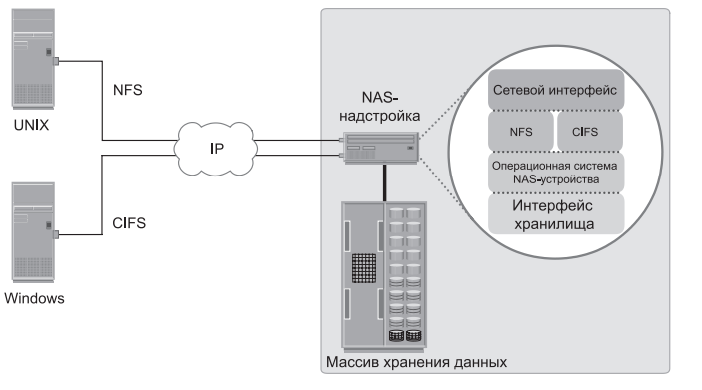 UNIX
NFS
IP
CIFS
Windows
NAS-
надстройка
Массив хранения данных
Сетевой интерфейс
NFS
CIFS
Операционная система
NAS-устройства
Интерфейс
хранилища